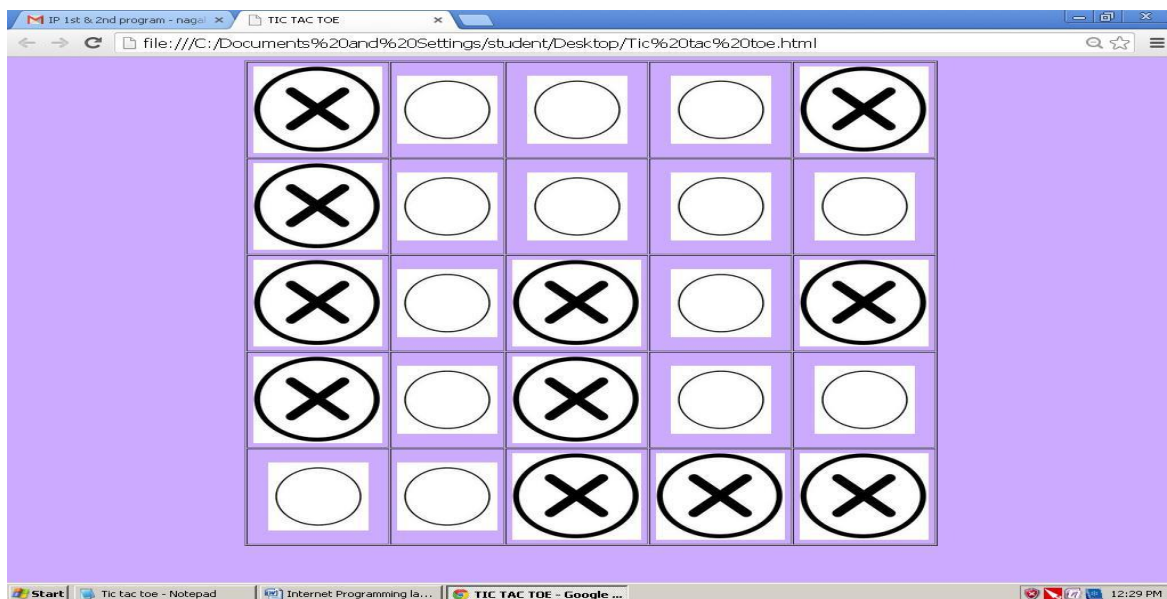 IP 1st & 2nd program - nagal
TIC TAC TOE
file:///C:/Documents%20and%20Settings/student/Desktop/Tic%20tac%20toe.html
Start
Tic tac toe - Notepad
Internet Programming la...
TIC TAC TOE - Google ...
12:29 PM